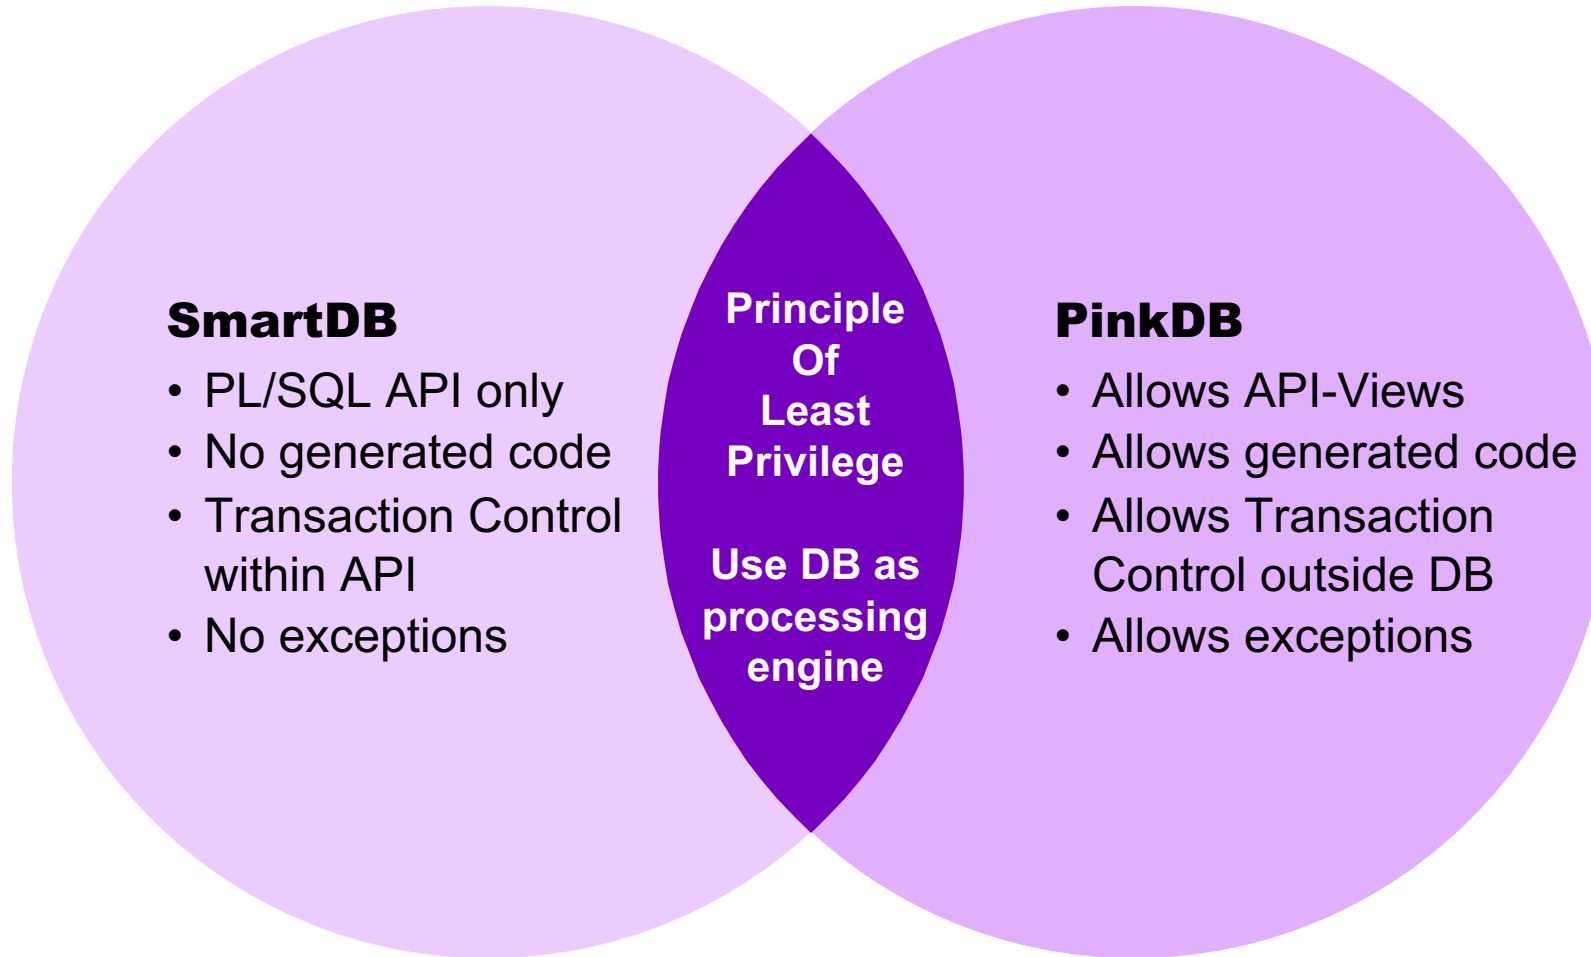 SmartDB
• PL/SQL API only
• No generated code
• Transaction Control
within API
• No exceptions
Principle
Of
Least
Privilege
Use DB as
processing
engine
PinkDB
• Allows API-Views
• Allows generated code
• Allows Transaction
Control outside DB
• Allows exceptions